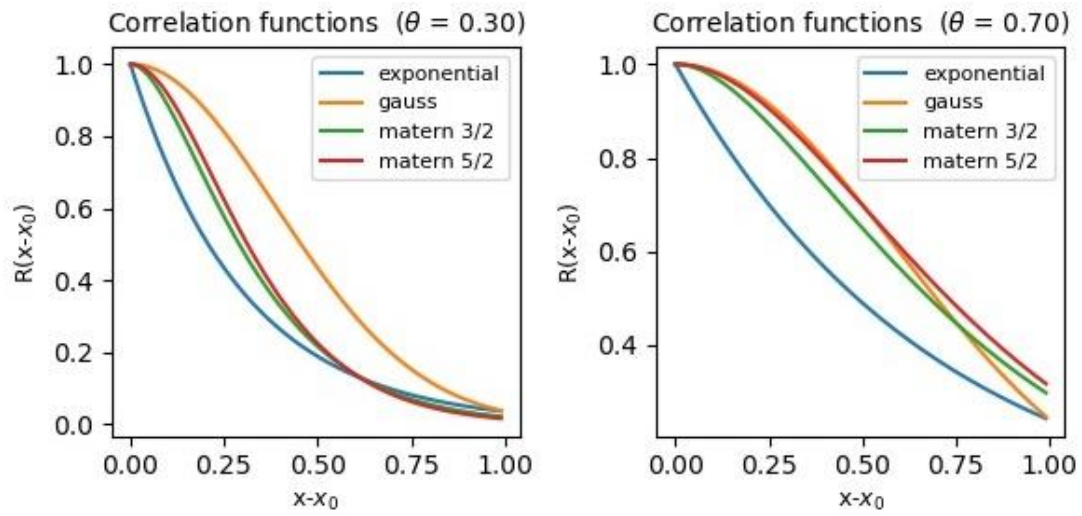 Correlation functions (θ = 0.30)
1.0
0.8
0.6
0.4
0.2
0.0
R(x-x₀)
exponential
gauss
matern 3/2
matern 5/2
0.00 0.25 0.50 0.75 1.00
x-x₀
Correlation functions (θ = 0.70)
1.0
0.8
0.6
0.4
R(x-x₀)
exponential
gauss
matern 3/2
matern 5/2
0.00 0.25 0.50 0.75 1.00
x-x₀